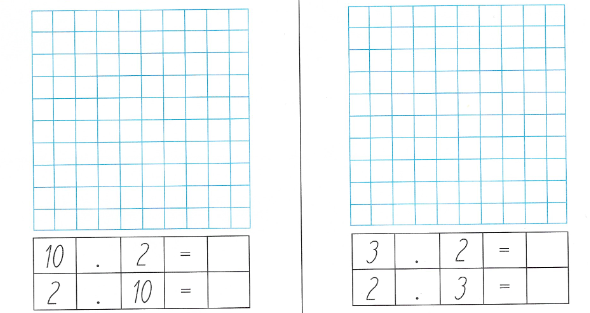 10 . 2 =
2 . 10 =
3 . 2 =
2 . 3 =